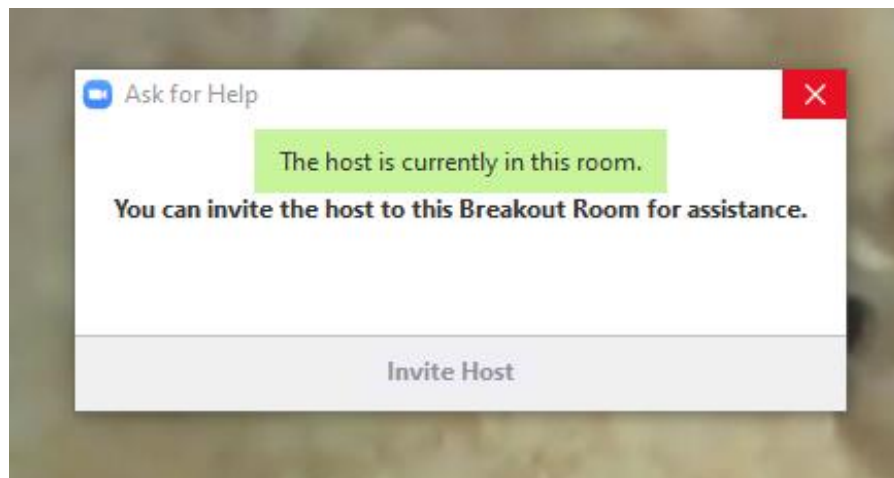 Ask for Help
The host is currently in this room.
You can invite the host to this Breakout Room for assistance.
Invite Host